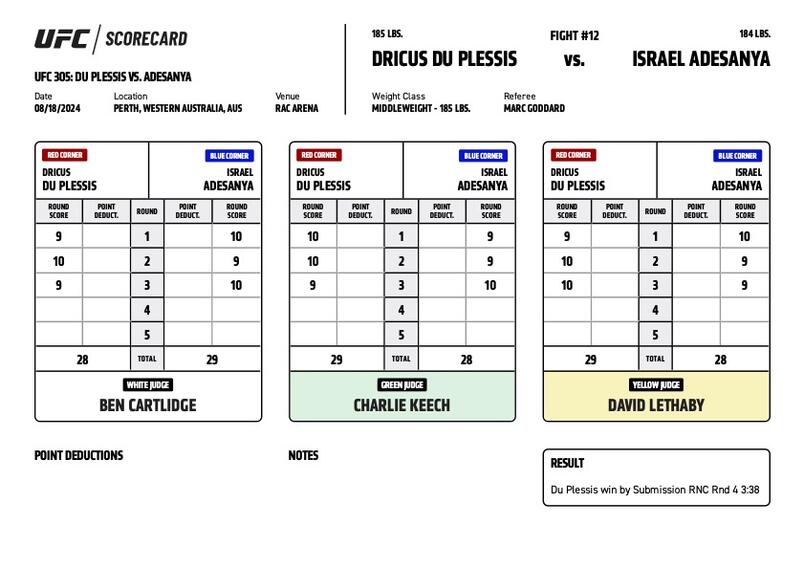 UFC / SCORECARD
UFC 305: DU PLESSIS VS. ADESANYA
Date Location Venue
08/18/2024 PERTH, WESTERN AUSTRALIA, AUS RAC ARENA
185 LBS. FIGHT #12 184 LBS.
DRICUS DU PLESSIS vs. ISRAEL ADESANYA
Weight Class Referee
MIDDLEWEIGHT - 185 LBS. MARC GODDARD
RED CORNER BLUE CORNER
DRICUS ISRAEL
DU PLESSIS ADESANYA
ROUND SCORE POINT DEDUCT. ROUND POINT DEDUCT. ROUND SCORE
9 1 10
10 2 9
9 3 10
4
5
28 TOTAL 29
WHITE JUDGE
BEN CARTLIDGE
RED CORNER BLUE CORNER
DRICUS ISRAEL
DU PLESSIS ADESANYA
ROUND SCORE POINT DEDUCT. ROUND POINT DEDUCT. ROUND SCORE
10 1 9
10 2 9
9 3 10
4
5
29 TOTAL 28
GREEN JUDGE
CHARLIE KEECH
RED CORNER BLUE CORNER
DRICUS ISRAEL
DU PLESSIS ADESANYA
ROUND SCORE POINT DEDUCT. ROUND POINT DEDUCT. ROUND SCORE
9 1 10
10 2 9
10 3 9
4
5
29 TOTAL 28
YELLOW JUDGE
DAVID LETHABY
POINT DEDUCTIONS
NOTES
RESULT
Du Plessis win by Submission RNC Rnd 4 3:38